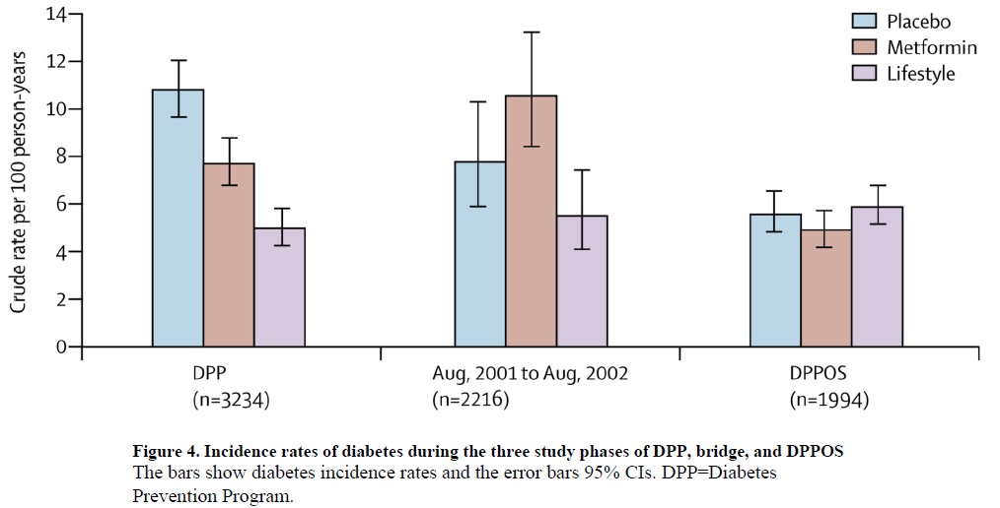 Crude rate per 100 person-years
14
12
10
8
6
4
2
0
Placebo
Metformin
Lifestyle
DPP
(n=3234)
Aug, 2001 to Aug, 2002
(n=2216)
DPPOS
(n=1994)
Figure 4. Incidence rates of diabetes during the three study phases of DPP, bridge, and DPPOS
The bars show diabetes incidence rates and the error bars 95% CIs. DPP=Diabetes
Prevention Program.